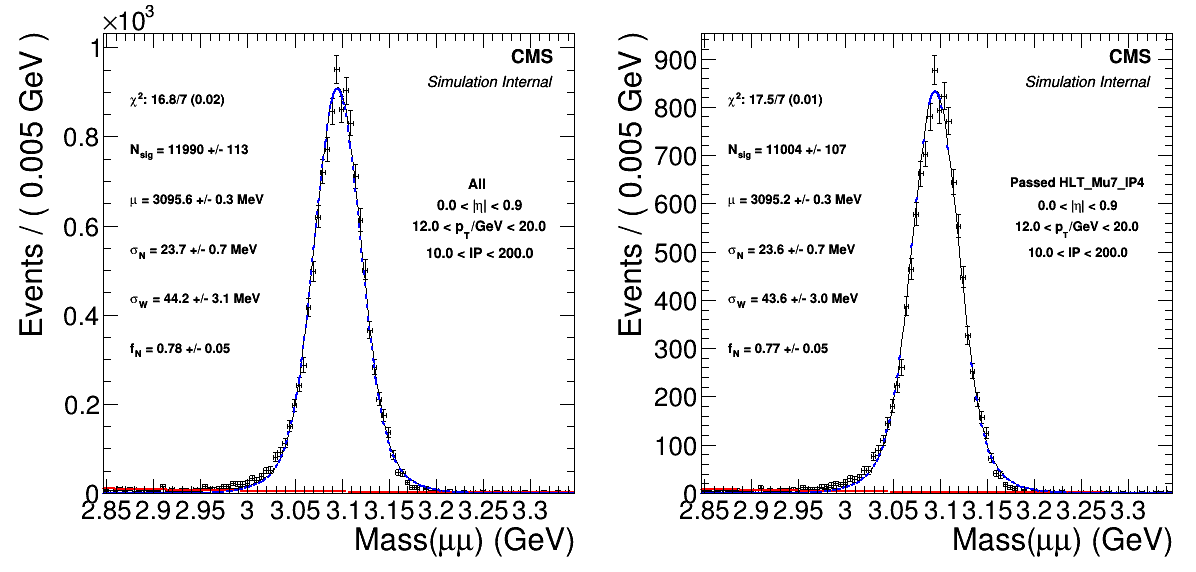 ×10³
Events / ( 0.005 GeV )
1
0.8
0.6
0.4
0.2
0
CMS
Simulation Internal
χ²: 16.8/7 (0.02)
N_sig = 11990 +/- 113
μ = 3095.6 +/- 0.3 MeV
σ_N = 23.7 +/- 0.7 MeV
σ_W = 44.2 +/- 3.1 MeV
f_N = 0.78 +/- 0.05
All
0.0 < |η| < 0.9
12.0 < p_T/GeV < 20.0
10.0 < IP < 200.0
2.85 2.9 2.95 3 3.05 3.1 3.15 3.2 3.25 3.3
Mass(μμ) (GeV)
Events / ( 0.005 GeV )
900
800
700
600
500
400
300
200
100
0
CMS
Simulation Internal
χ²: 17.5/7 (0.01)
N_sig = 11004 +/- 107
μ = 3095.2 +/- 0.3 MeV
σ_N = 23.6 +/- 0.7 MeV
σ_W = 43.6 +/- 3.0 MeV
f_N = 0.77 +/- 0.05
Passed HLT_Mu7_IP4
0.0 < |η| < 0.9
12.0 < p_T/GeV < 20.0
10.0 < IP < 200.0
2.85 2.9 2.95 3 3.05 3.1 3.15 3.2 3.25 3.3
Mass(μμ) (GeV)